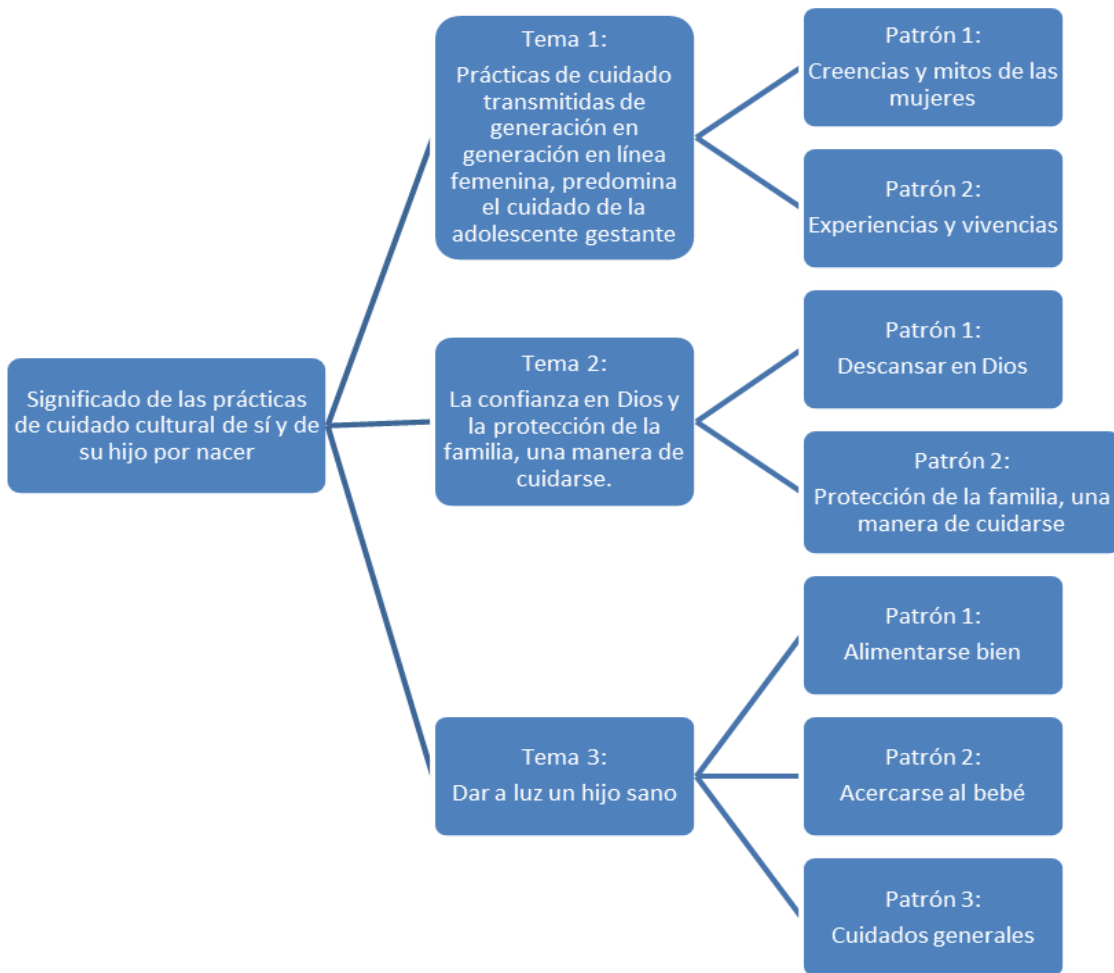 Significado de las prácticas
de cuidado cultural de sí y de
su hijo por nacer
Tema 1:
Prácticas de cuidado
transmitidas de
generación en
generación en línea
femenina, predomina
el cuidado de la
adolescente gestante
Patrón 1:
Creencias y mitos de las
mujeres
Patrón 2:
Experiencias y vivencias
Tema 2:
La confianza en Dios y
la protección de la
familia, una manera de
cuidarse.
Patrón 1:
Descansar en Dios
Patrón 2:
Protección de la familia, una
manera de cuidarse
Tema 3:
Dar a luz un hijo sano
Patrón 1:
Alimentarse bien
Patrón 2:
Acercarse al bebé
Patrón 3:
Cuidados generales